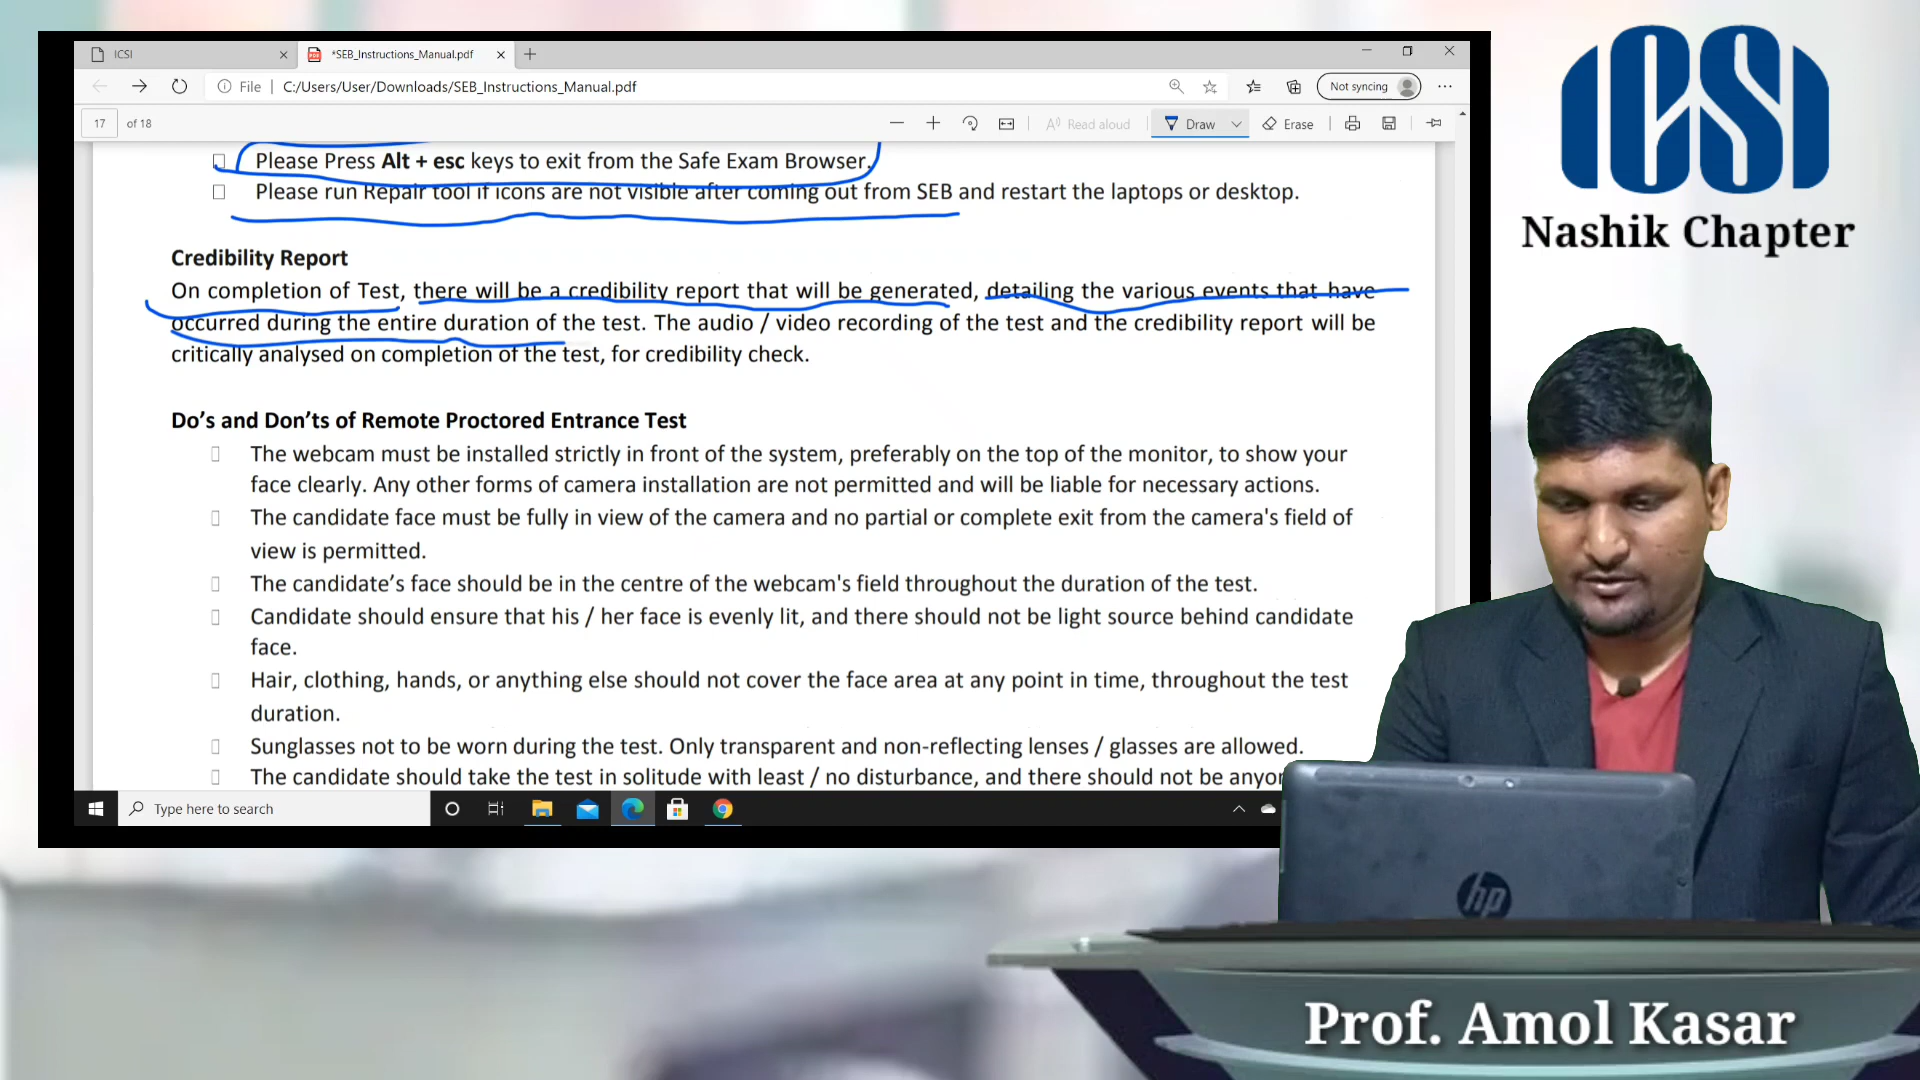 ICSI
*SEB_Instructions_Manual.pdf
File | C:/Users/User/Downloads/SEB_Instructions_Manual.pdf
Not syncing
17 of 18
Read aloud
Draw
Erase
Please Press Alt + esc keys to exit from the Safe Exam Browser.
Please run Repair tool if icons are not visible after coming out from SEB and restart the laptops or desktop.
Credibility Report
On completion of Test, there will be a credibility report that will be generated, detailing the various events that have
occurred during the entire duration of the test. The audio / video recording of the test and the credibility report will be
critically analysed on completion of the test, for credibility check.
Do’s and Don’ts of Remote Proctored Entrance Test
The webcam must be installed strictly in front of the system, preferably on the top of the monitor, to show your
face clearly. Any other forms of camera installation are not permitted and will be liable for necessary actions.
The candidate face must be fully in view of the camera and no partial or complete exit from the camera's field of
view is permitted.
The candidate’s face should be in the centre of the webcam's field throughout the duration of the test.
Candidate should ensure that his / her face is evenly lit, and there should not be light source behind candidate
face.
Hair, clothing, hands, or anything else should not cover the face area at any point in time, throughout the test
duration.
Sunglasses not to be worn during the test. Only transparent and non-reflecting lenses / glasses are allowed.
The candidate should take the test in solitude with least / no disturbance, and there should not be
Type here to search
ICSI
Nashik Chapter
hp
Prof. Amol Kasar